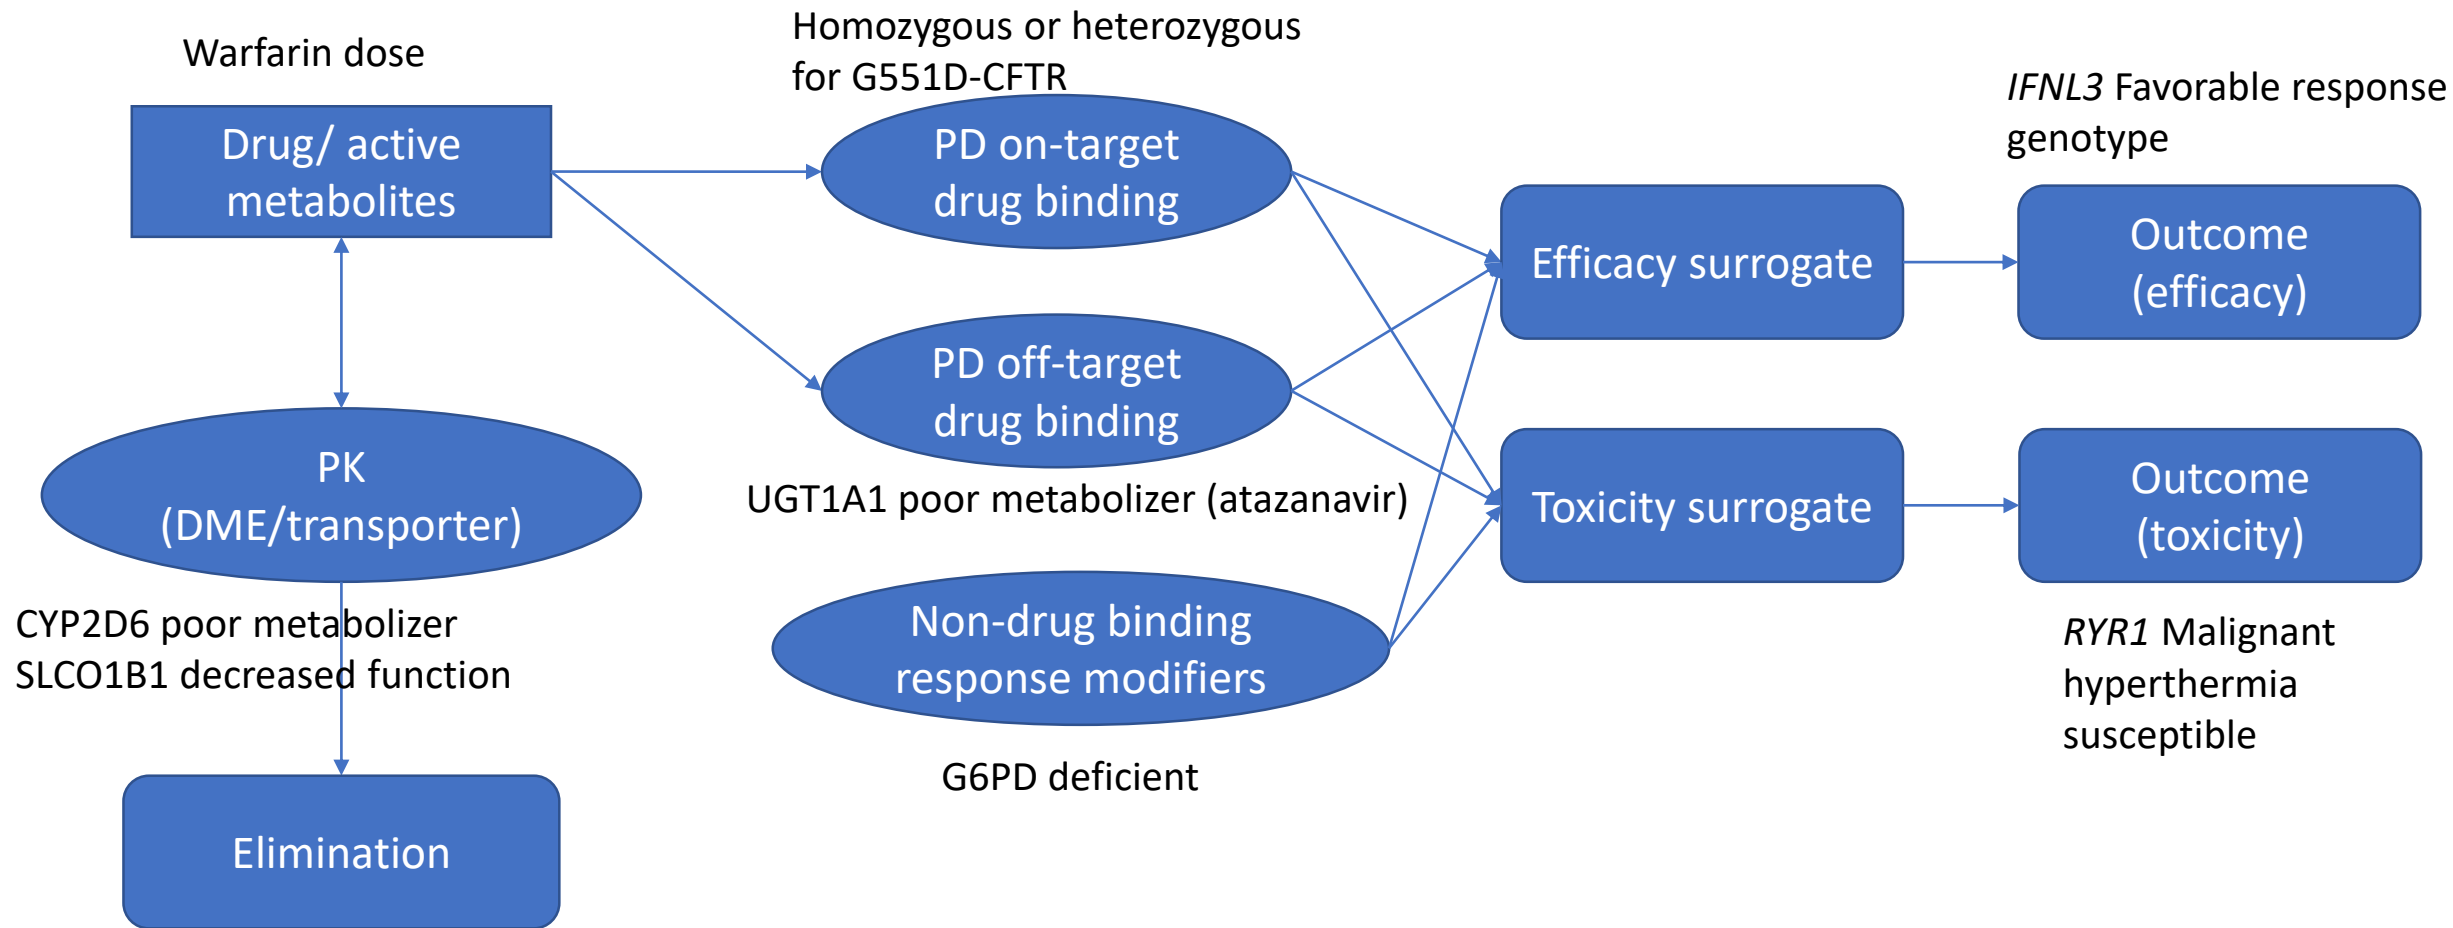 Warfarin dose
Drug/ active
metabolites
PK
(DME/transporter)
CYP2D6 poor metabolizer
SLCO1B1 decreased function
Elimination
Homozygous or heterozygous
for G551D-CFTR
PD on-target
drug binding
PD off-target
drug binding
UGT1A1 poor metabolizer (atazanavir)
Non-drug binding
response modifiers
G6PD deficient
Efficacy surrogate
Toxicity surrogate
IFNL3 Favorable response
genotype
Outcome
(efficacy)
Outcome
(toxicity)
RYR1 Malignant
hyperthermia
susceptible